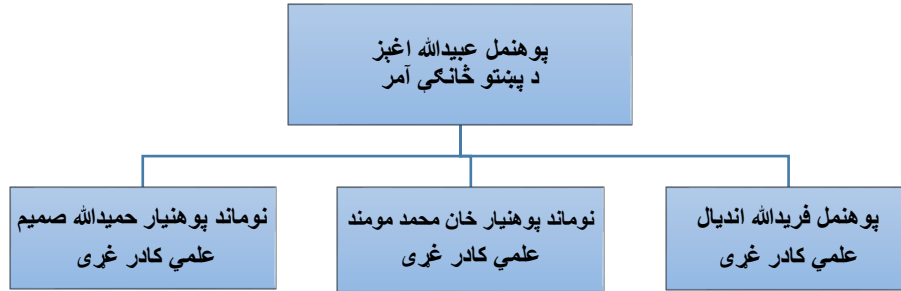 پوهنمل عبیدالله اغبز
د پښتو څانګې آمر
پوهنمل فریدالله اندیال
علمي کادر غړی
نوماند پوهنیار خان محمد مومند
علمي کادر غړی
نوماند پوهنیار حمیدالله صمیم
علمي کادر غړی